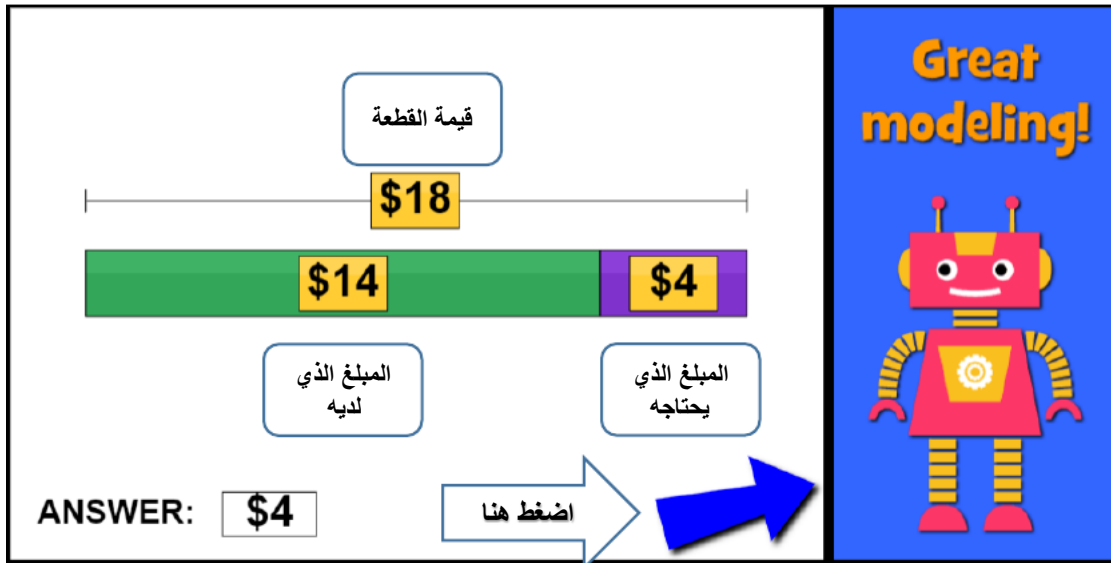 قيمة القطعة
$18
$14
$4
المبلغ الذي
لديه
المبلغ الذي
يحتاجه
ANSWER: $4
اضغط هنا
Great
modeling!